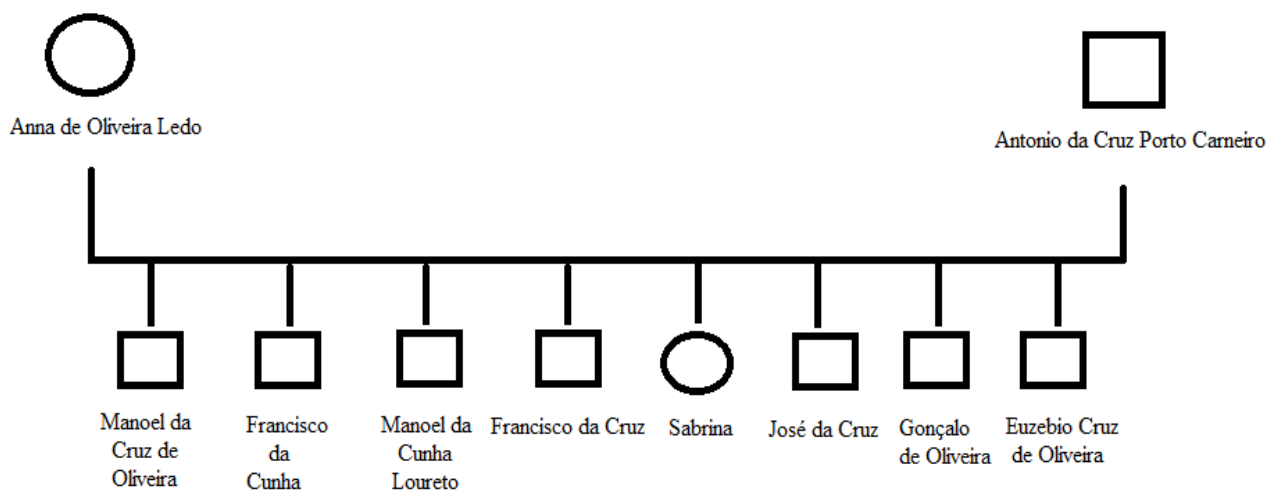 Anna de Oliveira Ledo
Antonio da Cruz Porto Carneiro
Manoel da
Cruz de
Oliveira
Francisco
da
Cunha
Manoel da
Cunha
Loureto
Francisco da Cruz
Sabrina
José da Cruz
Gonçalo
de Oliveira
Euzebio Cruz
de Oliveira